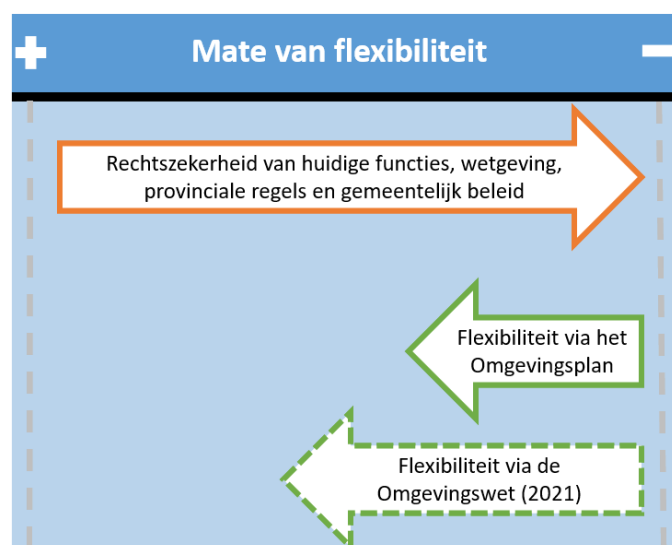 + Mate van flexibiliteit −
Rechtszekerheid van huidige functies, wetgeving,
provinciale regels en gemeentelijk beleid
Flexibiliteit via het
Omgevingsplan
Flexibiliteit via de
Omgevingswet (2021)